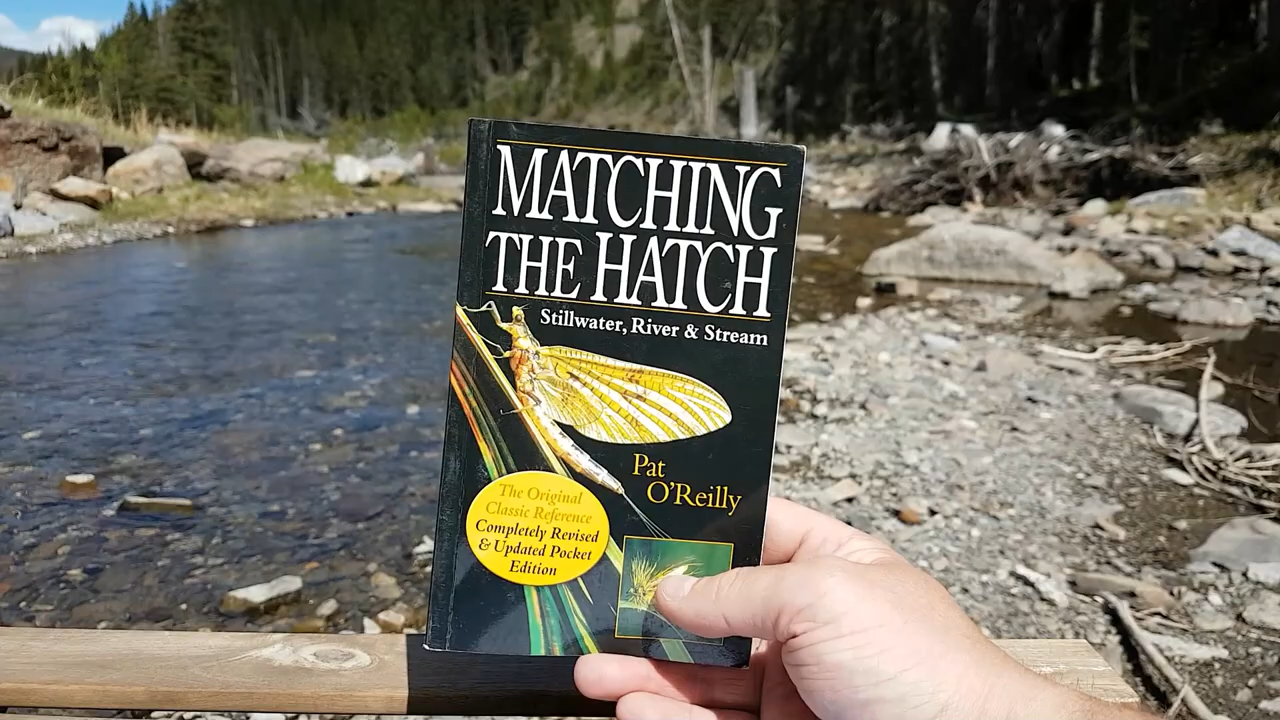 MATCHING
THE HATCH
Stillwater, River & Stream
Pat
O'Reilly
The Original
Classic Reference
Completely Revised
& Updated Pocket
Edition